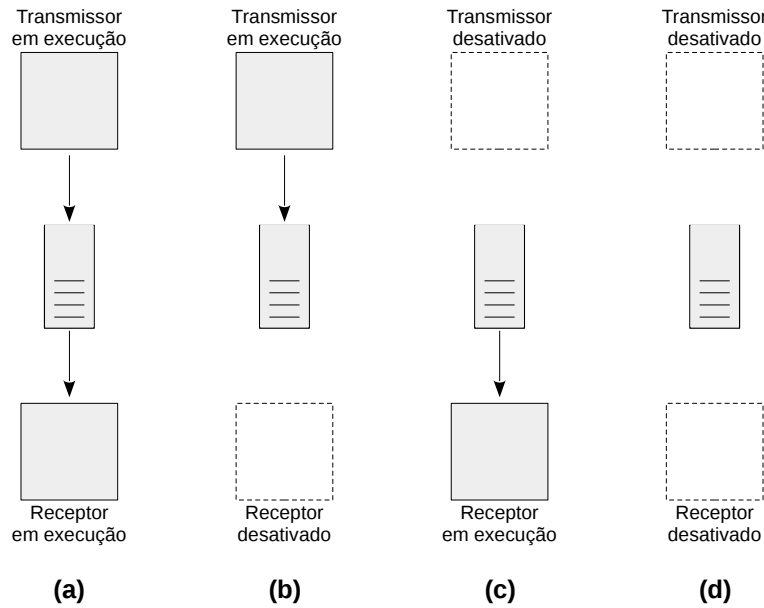 Transmissor
em execução
Transmissor
em execução
Transmissor
desativado
Transmissor
desativado
Receptor
em execução
Receptor
desativado
Receptor
em execução
Receptor
desativado
(a)
(b)
(c)
(d)